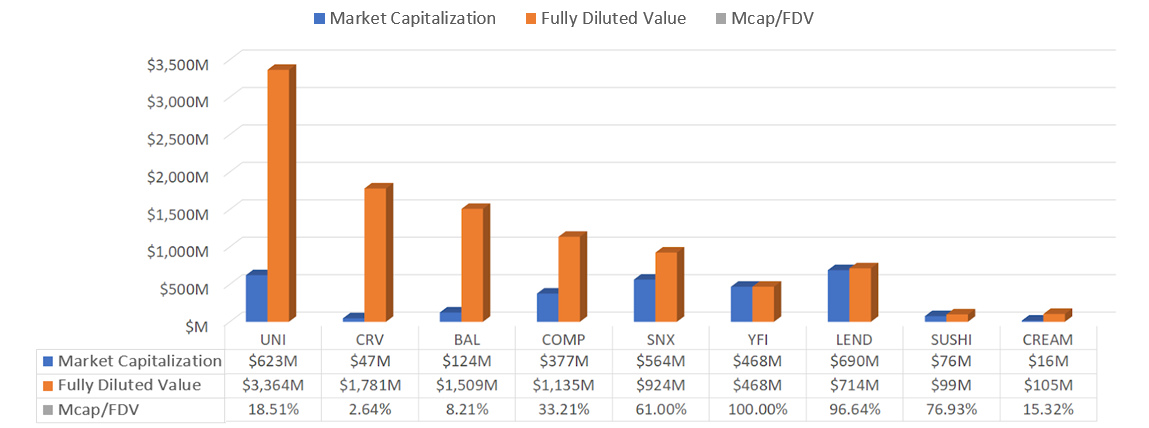 Market Capitalization Fully Diluted Value Mcap/FDV
$3,500M
$3,000M
$2,500M
$2,000M
$1,500M
$1,000M
$500M
$M
UNI CRV BAL COMP SNX YFI LEND SUSHI CREAM
Market Capitalization $623M $47M $124M $377M $564M $468M $690M $76M $16M
Fully Diluted Value $3,364M $1,781M $1,509M $1,135M $924M $468M $714M $99M $105M
Mcap/FDV 18.51% 2.64% 8.21% 33.21% 61.00% 100.00% 96.64% 76.93% 15.32%